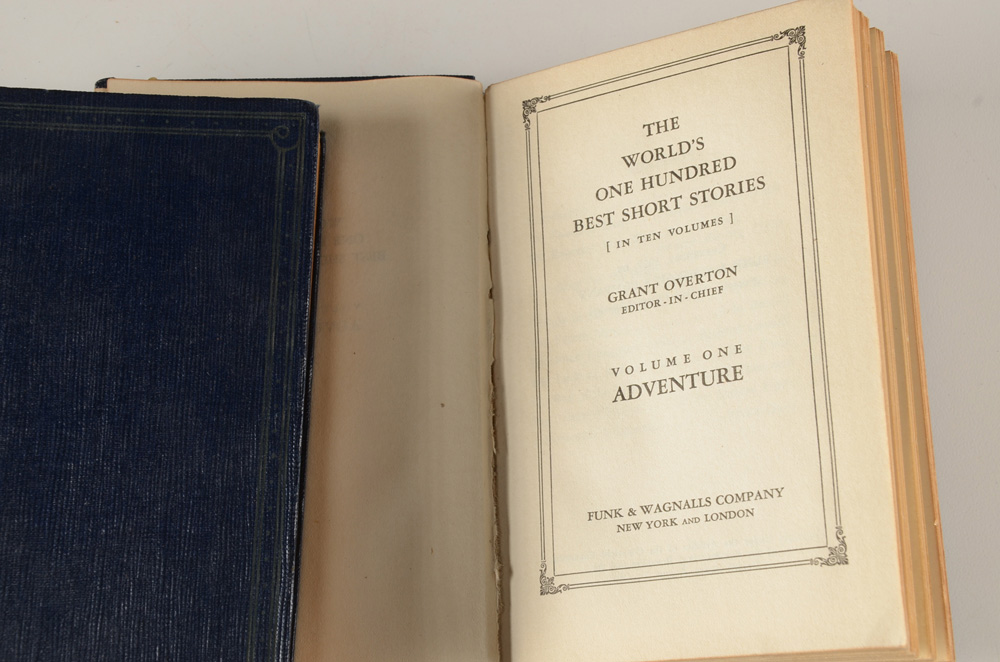 THE
WORLD'S
ONE HUNDRED
BEST SHORT STORIES
[ IN TEN VOLUMES ]
GRANT OVERTON
EDITOR-IN-CHIEF
VOLUME ONE
ADVENTURE
FUNK & WAGNALLS COMPANY
NEW YORK AND LONDON